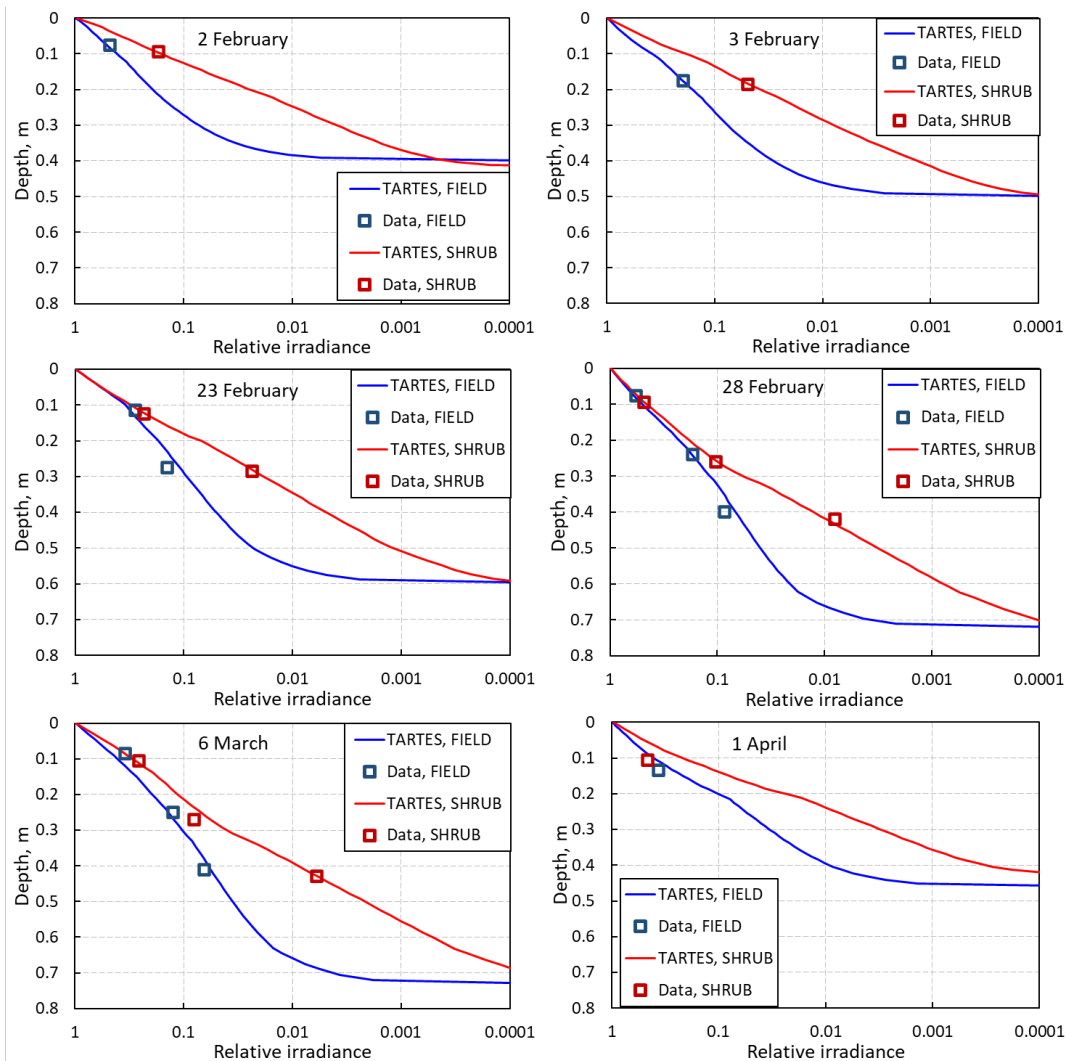 2 February
TARTES, FIELD
Data, FIELD
TARTES, SHRUB
Data, SHRUB
Depth, m
0
0.1
0.2
0.3
0.4
0.5
0.6
0.7
0.8
1 0.1 0.01 0.001 0.0001
Relative irradiance
3 February
TARTES, FIELD
Data, FIELD
TARTES, SHRUB
Data, SHRUB
Depth, m
0
0.1
0.2
0.3
0.4
0.5
0.6
0.7
0.8
1 0.1 0.01 0.001 0.0001
Relative irradiance
23 February
TARTES, FIELD
Data, FIELD
TARTES, SHRUB
Data, SHRUB
Depth, m
0
0.1
0.2
0.3
0.4
0.5
0.6
0.7
0.8
1 0.1 0.01 0.001 0.0001
Relative irradiance
28 February
TARTES, FIELD
Data, FIELD
TARTES, SHRUB
Data, SHRUB
Depth, m
0
0.1
0.2
0.3
0.4
0.5
0.6
0.7
0.8
1 0.1 0.01 0.001 0.0001
Relative irradiance
6 March
TARTES, FIELD
Data, FIELD
TARTES, SHRUB
Data, SHRUB
Depth, m
0
0.1
0.2
0.3
0.4
0.5
0.6
0.7
0.8
1 0.1 0.01 0.001 0.0001
Relative irradiance
1 April
TARTES, FIELD
Data, FIELD
TARTES, SHRUB
Data, SHRUB
Depth, m
0
0.1
0.2
0.3
0.4
0.5
0.6
0.7
0.8
1 0.1 0.01 0.001 0.0001
Relative irradiance